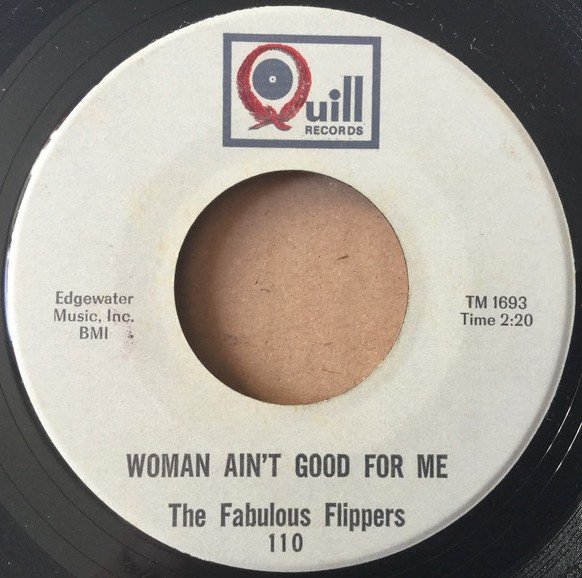 Quill
RECORDS
Edgewater
Music, Inc.
BMI
TM 1693
Time 2:20
WOMAN AIN'T GOOD FOR ME
The Fabulous Flippers
110